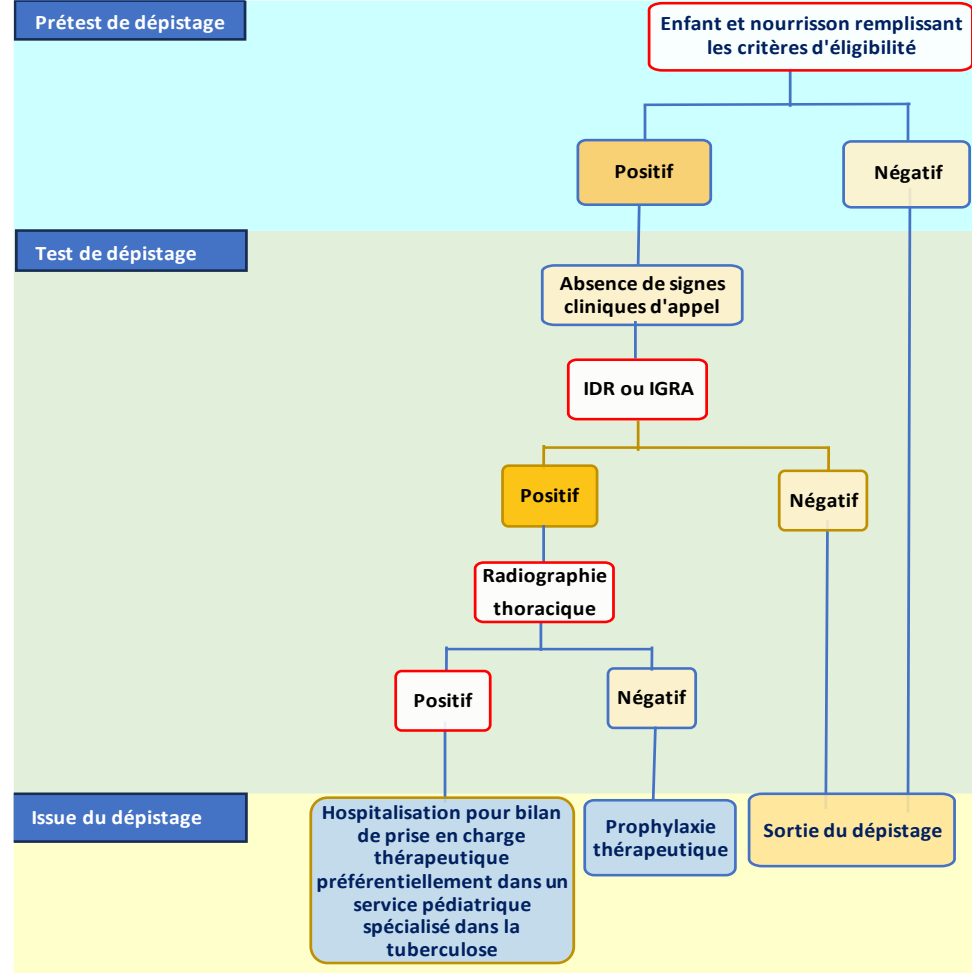 Prétest de dépistage
Enfant et nourrisson remplissant
les critères d'éligibilité
Positif
Négatif
Test de dépistage
Absence de signes
cliniques d'appel
IDR ou IGRA
Positif
Négatif
Radiographie
thoracique
Positif
Négatif
Issue du dépistage
Hospitalisation pour bilan
de prise en charge
thérapeutique
préférentiellement dans un
service pédiatrique
spécialisé dans la
tuberculose
Prophylaxie
thérapeutique
Sortie du dépistage